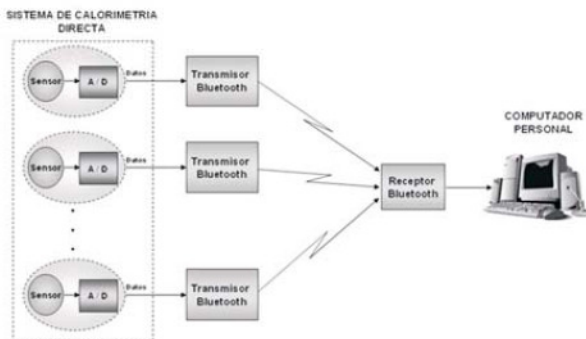 SISTEMA DE CALORIMETRIA
DIRECTA
Sensor
A / D
Datos
Transmisor
Bluetooth
Sensor
A / D
Datos
Transmisor
Bluetooth
Receptor
Bluetooth
COMPUTADOR
PERSONAL
Sensor
A / D
Datos
Transmisor
Bluetooth